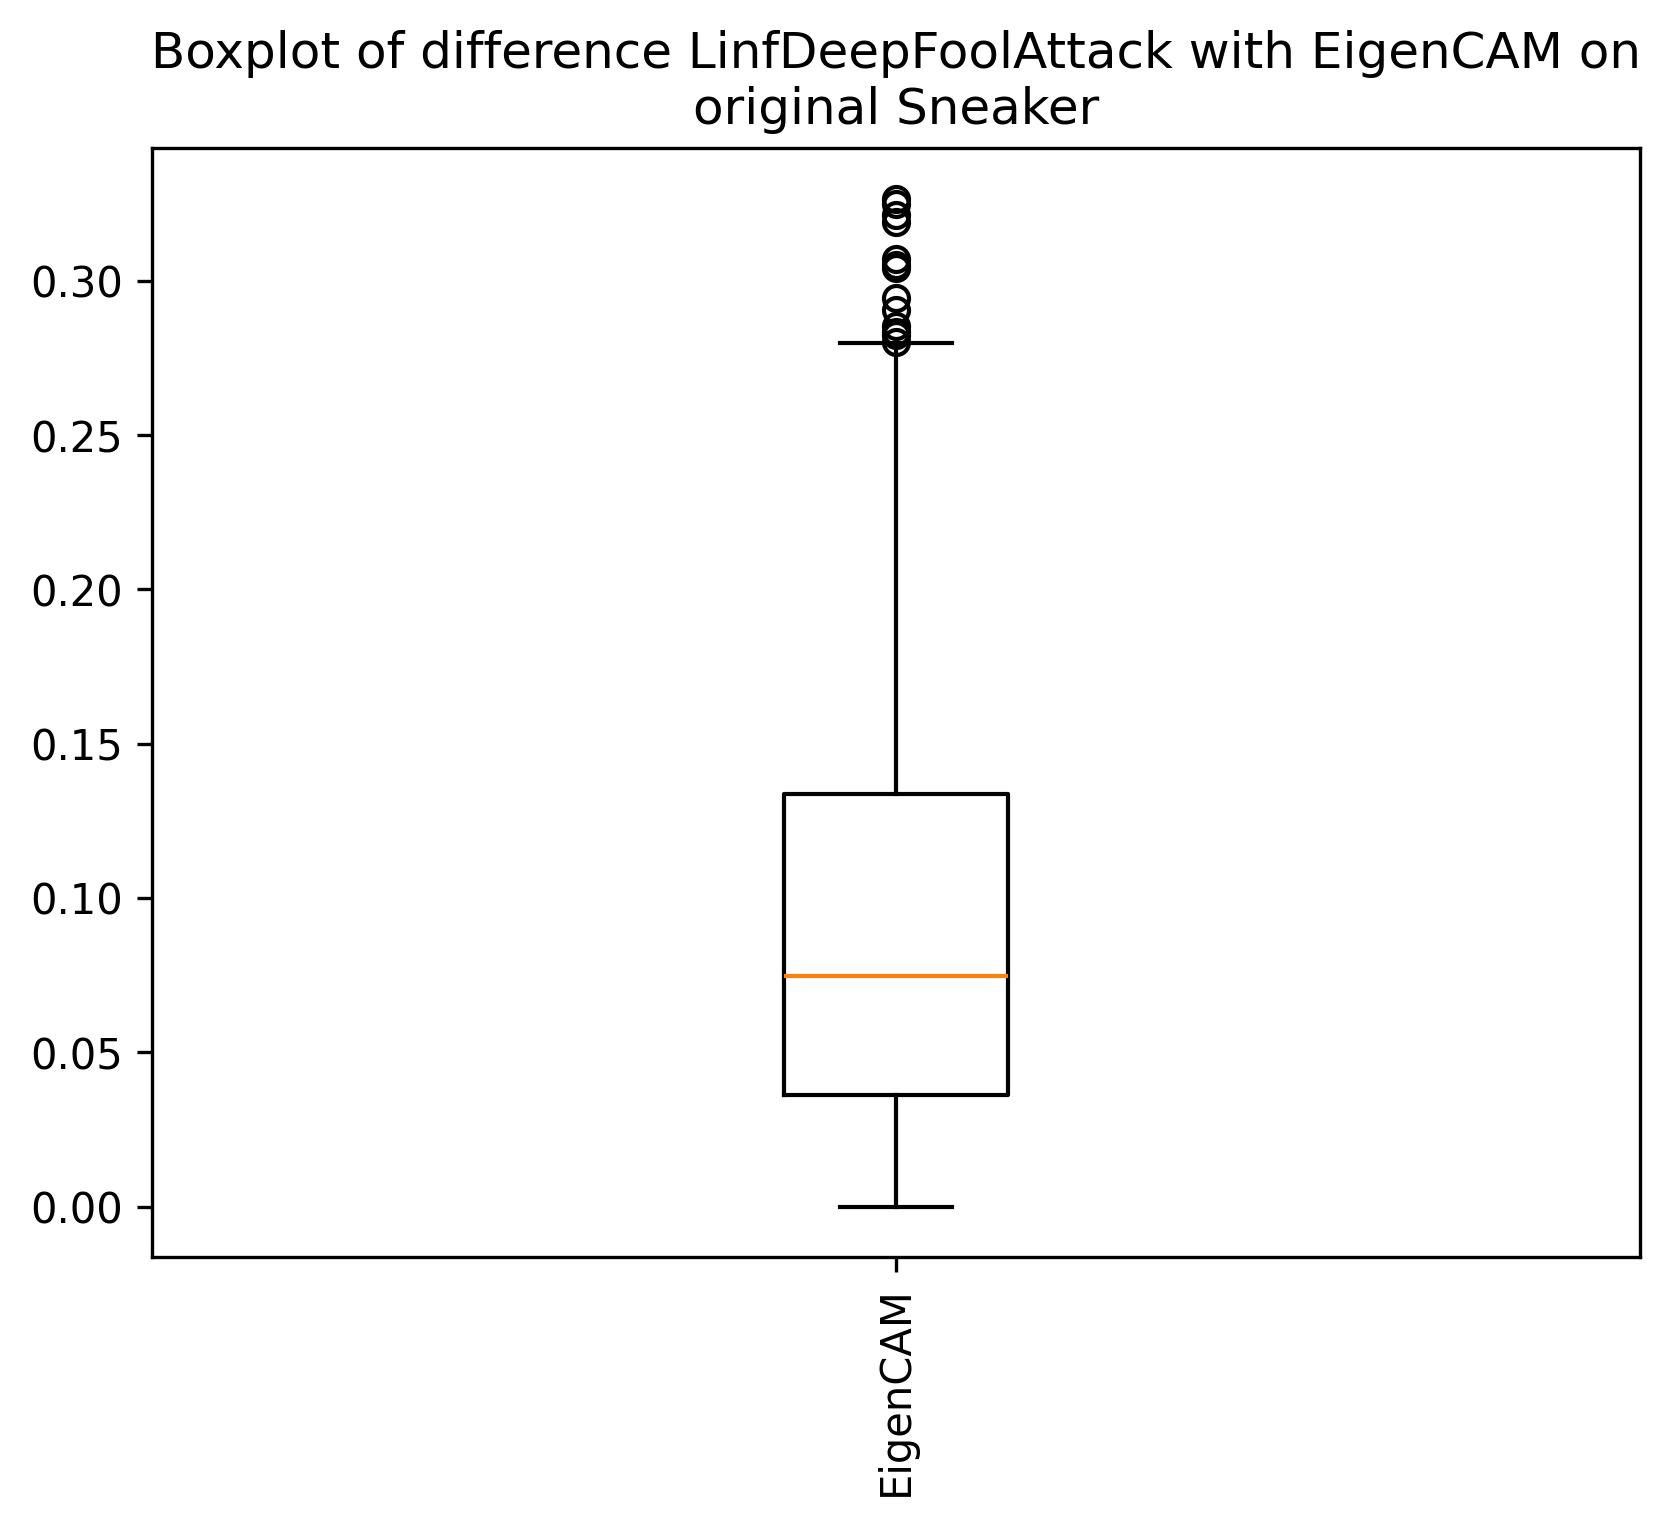 Boxplot of difference LinfDeepFoolAttack with EigenCAM on
original Sneaker
0.30
0.25
0.20
0.15
0.10
0.05
0.00
EigenCAM